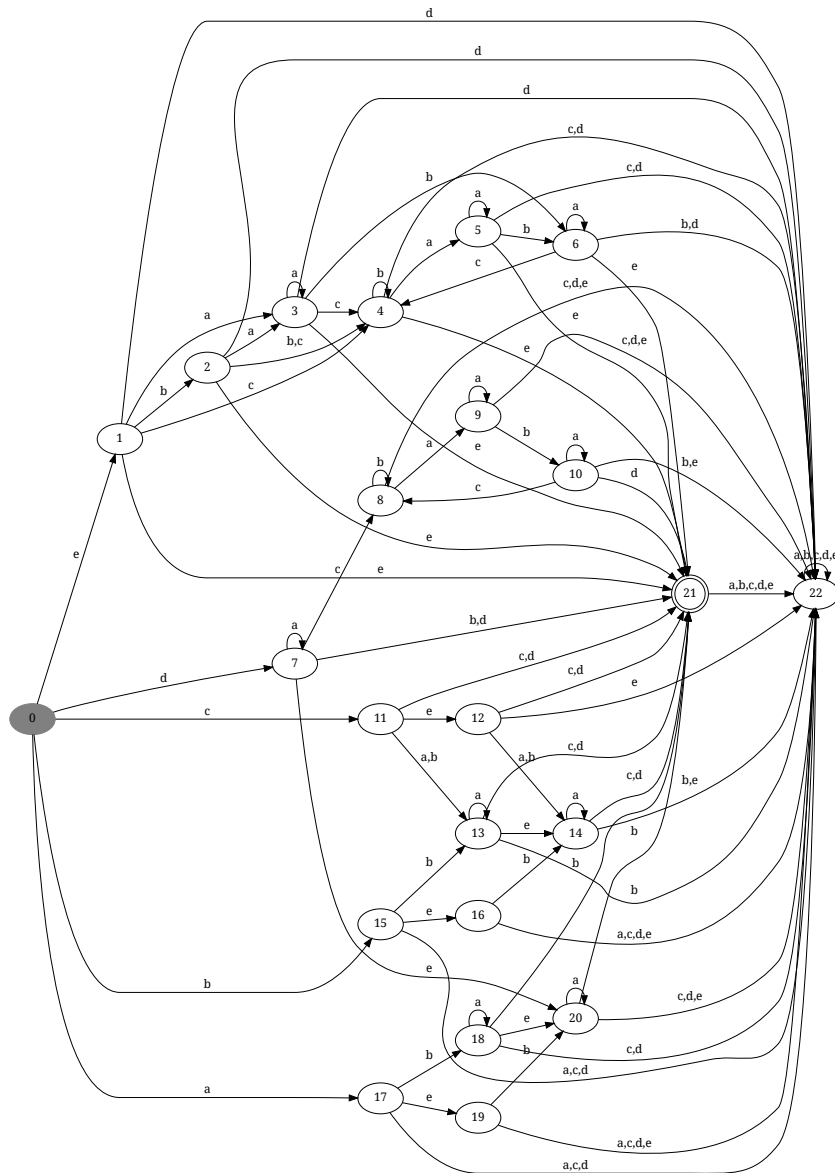 d
d
d
c,d
b
c,d
a
a
a
5
b
6
b,d
a
b
c
e
c,d,e
a
b
a
3
c
4
e
a
b,c
e
c,d,e
2
a
9
b
c
a
b
a
e
b,e
1
b
10
d
8
c
e
e
c
e
a,b,c,d,e
21
a,b,c,d,e
22
a
b,d
7
c,d
d
c,d
e
0
c
11
e
12
a,b
a,b
c,d
a
a
c,d
b,e
13
e
14
b
b
b
b
b
16
15
e
a,c,d,e
e
a
b
20
c,d,e
a
e
18
b
c,d
b
a,c,d
a
17
e
19
a,c,d,e
a,c,d